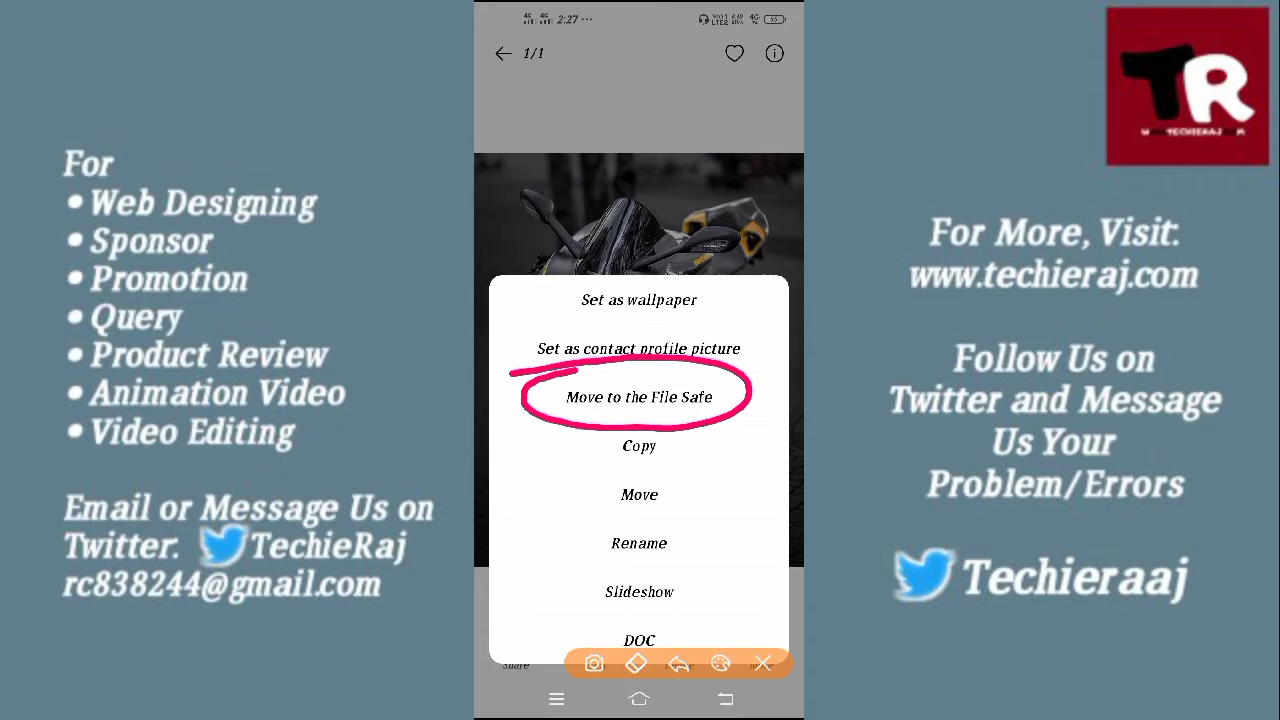 For
• Web Designing
• Sponsor
• Promotion
• Query
• Product Review
• Animation Video
• Video Editing
Email or Message Us on
Twitter. TechieRaj
rc838244@gmail.com
4G 4G 2:27 ...
1/1
Set as wallpaper
Set as contact profile picture
Move to the File Safe
Copy
Move
Rename
Slideshow
DOC
Share
TR
For More, Visit:
www.techieraj.com
Follow Us on
Twitter and Message
Us Your
Problem/Errors
Techieraaj